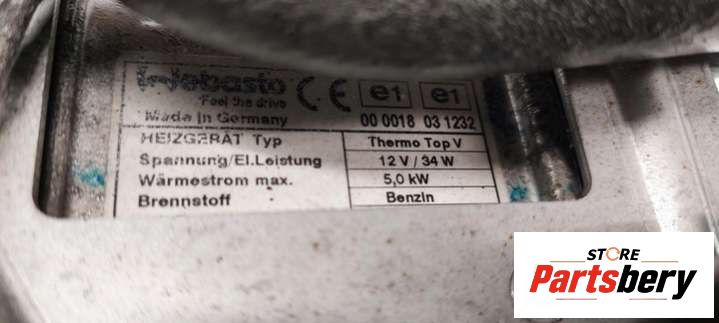 Webasto
Feel the drive
Made in Germany
e1 e1
00 0018 03 1232
HEIZGERÄT Typ Thermo Top V
Spannung/El.Leistung 12 V / 34 W
Wärmestrom max. 5,0 kW
Brennstoff Benzin
STORE
Partsbery